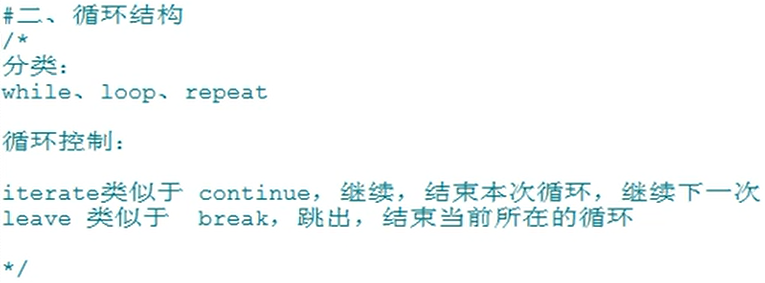 #二、循环结构
/*
分类：
while、loop、repeat
循环控制：
iterate类似于 continue，继续，结束本次循环，继续下一次
leave 类似于  break，跳出，结束当前所在的循环
*/